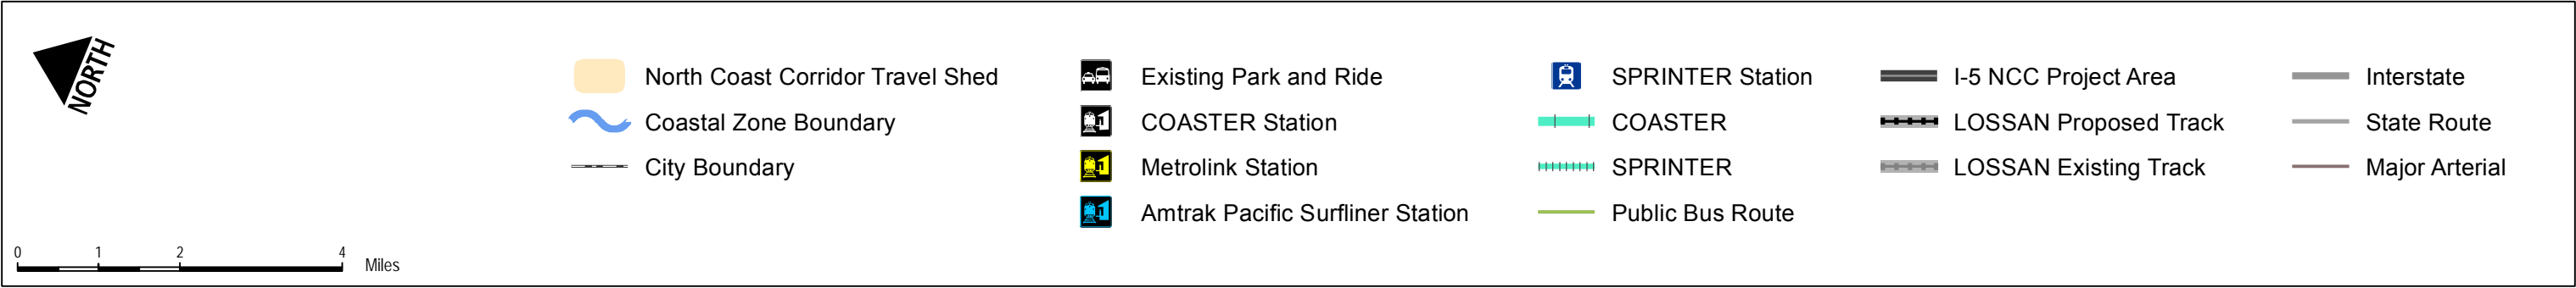 NORTH
North Coast Corridor Travel Shed
Coastal Zone Boundary
City Boundary
Existing Park and Ride
COASTER Station
Metrolink Station
Amtrak Pacific Surfliner Station
SPRINTER Station
COASTER
SPRINTER
Public Bus Route
I-5 NCC Project Area
LOSSAN Proposed Track
LOSSAN Existing Track
Interstate
State Route
Major Arterial
0 1 2 4 Miles